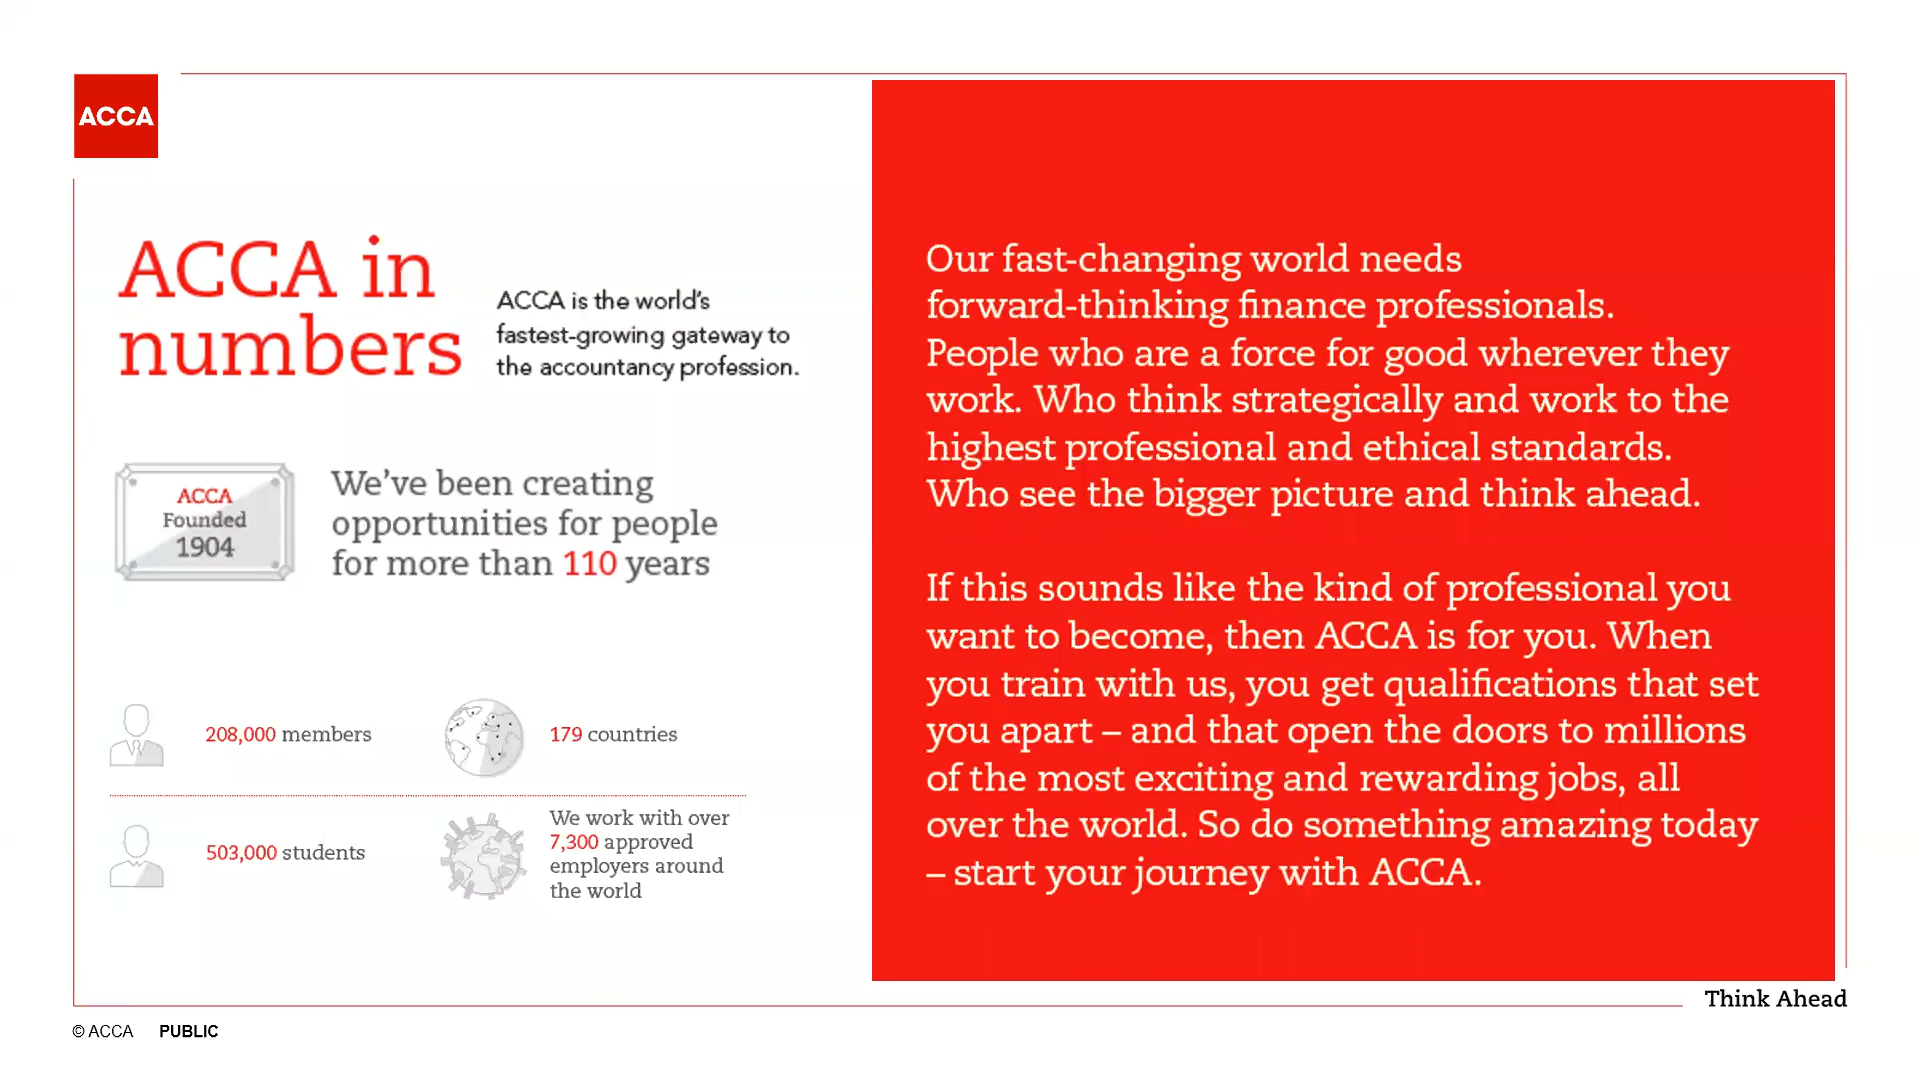 ACCA
ACCA in
numbers
ACCA is the world's
fastest-growing gateway to
the accountancy profession.
ACCA
Founded
1904
We've been creating
opportunities for people
for more than 110 years
208,000 members
179 countries
503,000 students
We work with over
7,300 approved
employers around
the world
Our fast-changing world needs
forward-thinking finance professionals.
People who are a force for good wherever they
work. Who think strategically and work to the
highest professional and ethical standards.
Who see the bigger picture and think ahead.
If this sounds like the kind of professional you
want to become, then ACCA is for you. When
you train with us, you get qualifications that set
you apart – and that open the doors to millions
of the most exciting and rewarding jobs, all
over the world. So do something amazing today
– start your journey with ACCA.
Think Ahead
© ACCA PUBLIC